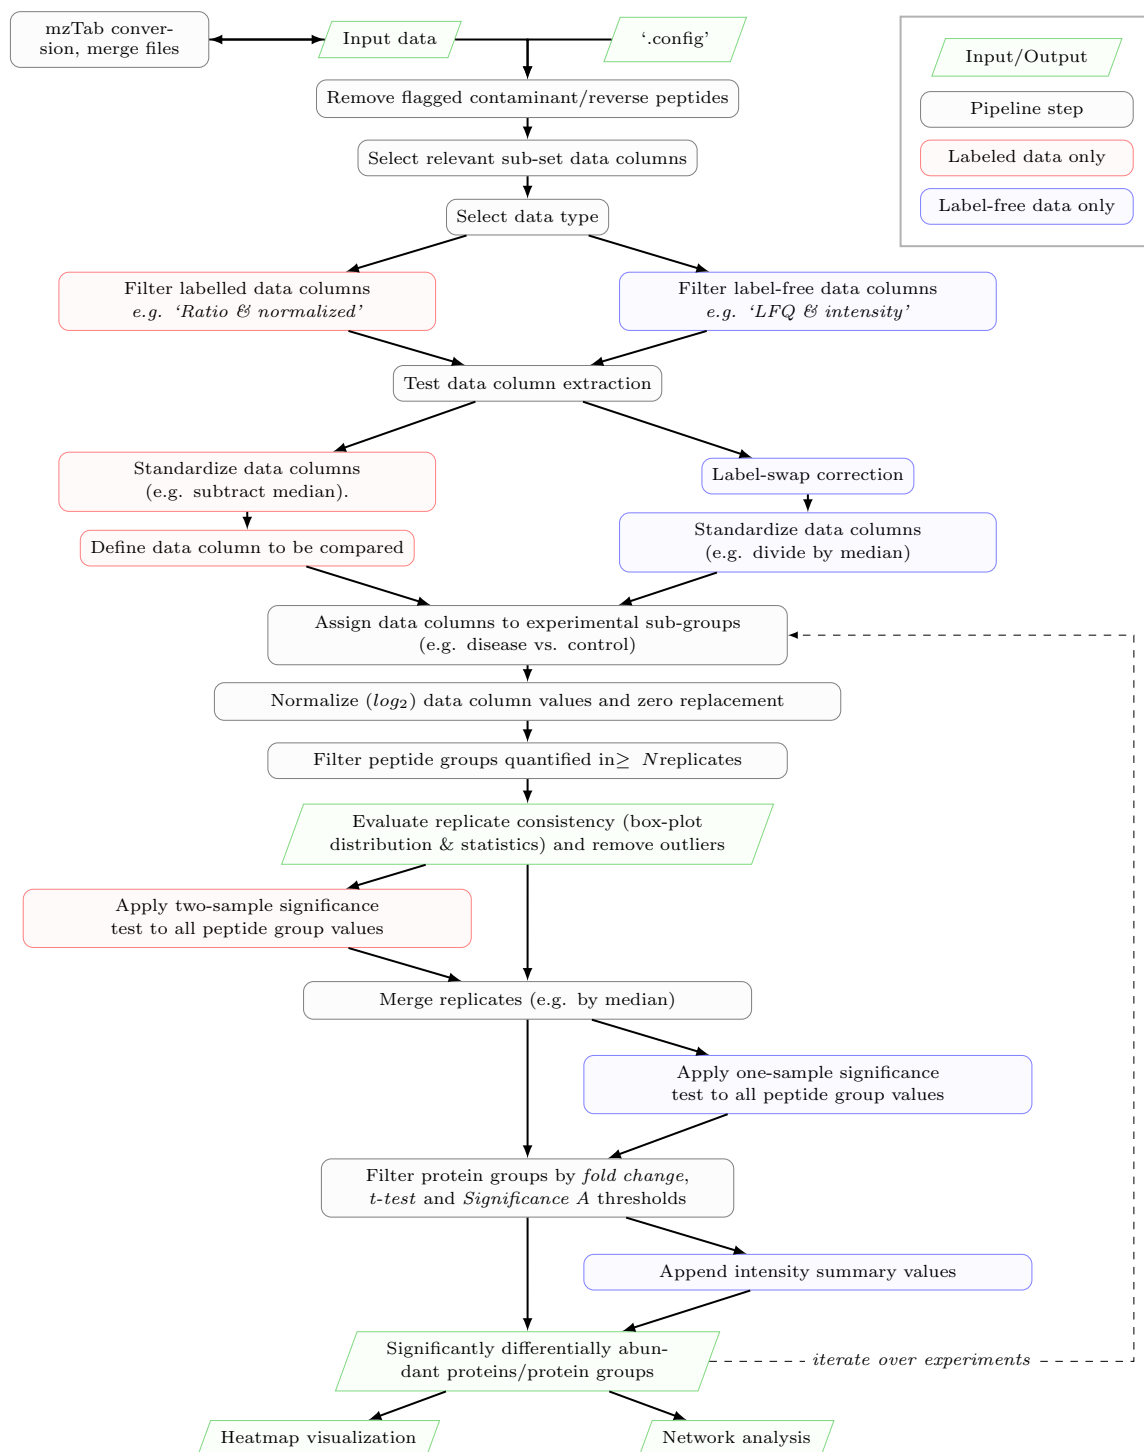 mzTab conver-
sion, merge files
Input data
‘.config’
Input/Output
Pipeline step
Labeled data only
Label-free data only
Remove flagged contaminant/reverse peptides
Select relevant sub-set data columns
Select data type
Filter labelled data columns
e.g. ‘Ratio & normalized’
Filter label-free data columns
e.g. ‘LFQ & intensity’
Test data column extraction
Standardize data columns
(e.g. subtract median).
Label-swap correction
Define data column to be compared
Standardize data columns
(e.g. divide by median)
Assign data columns to experimental sub-groups
(e.g. disease vs. control)
Normalize (log₂) data column values and zero replacement
Filter peptide groups quantified in≥ Nreplicates
Evaluate replicate consistency (box-plot
distribution & statistics) and remove outliers
Apply two-sample significance
test to all peptide group values
Merge replicates (e.g. by median)
Apply one-sample significance
test to all peptide group values
Filter protein groups by fold change,
t-test and Significance A thresholds
Append intensity summary values
Significantly differentially abun-
dant proteins/protein groups
iterate over experiments
Heatmap visualization
Network analysis